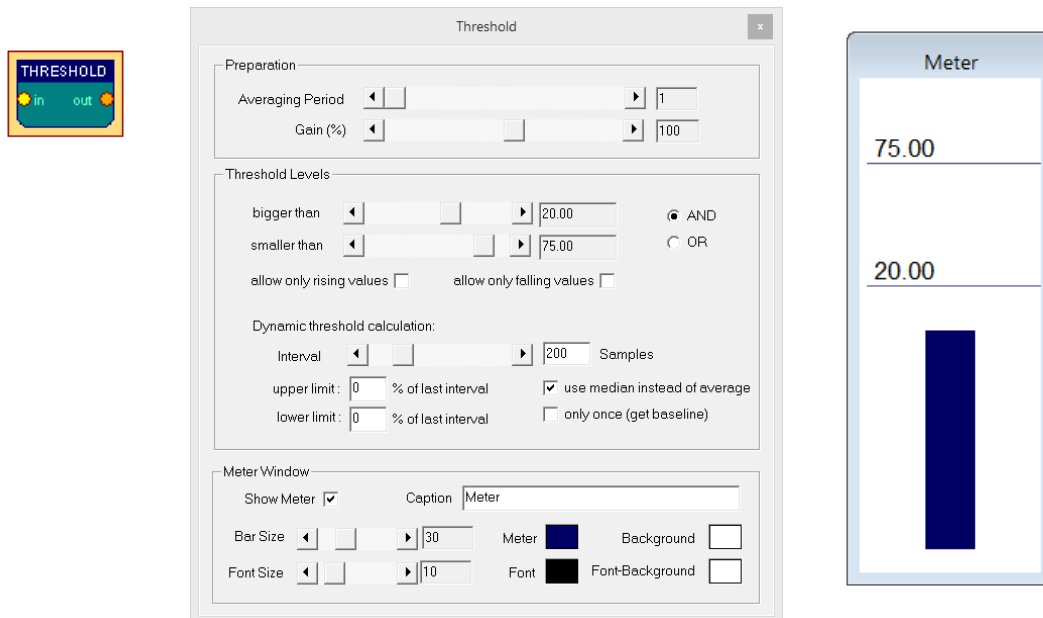 THRESHOLD
in out
Threshold
x
Preparation
Averaging Period 1
Gain (%) 100
Threshold Levels
bigger than 20.00 AND
smaller than 75.00 OR
allow only rising values allow only falling values
Dynamic threshold calculation:
Interval 200 Samples
upper limit : 0 % of last interval use median instead of average
lower limit : 0 % of last interval only once (get baseline)
Meter Window
Show Meter Caption Meter
Bar Size 30 Meter Background
Font Size 10 Font Font-Background
Meter
75.00
20.00